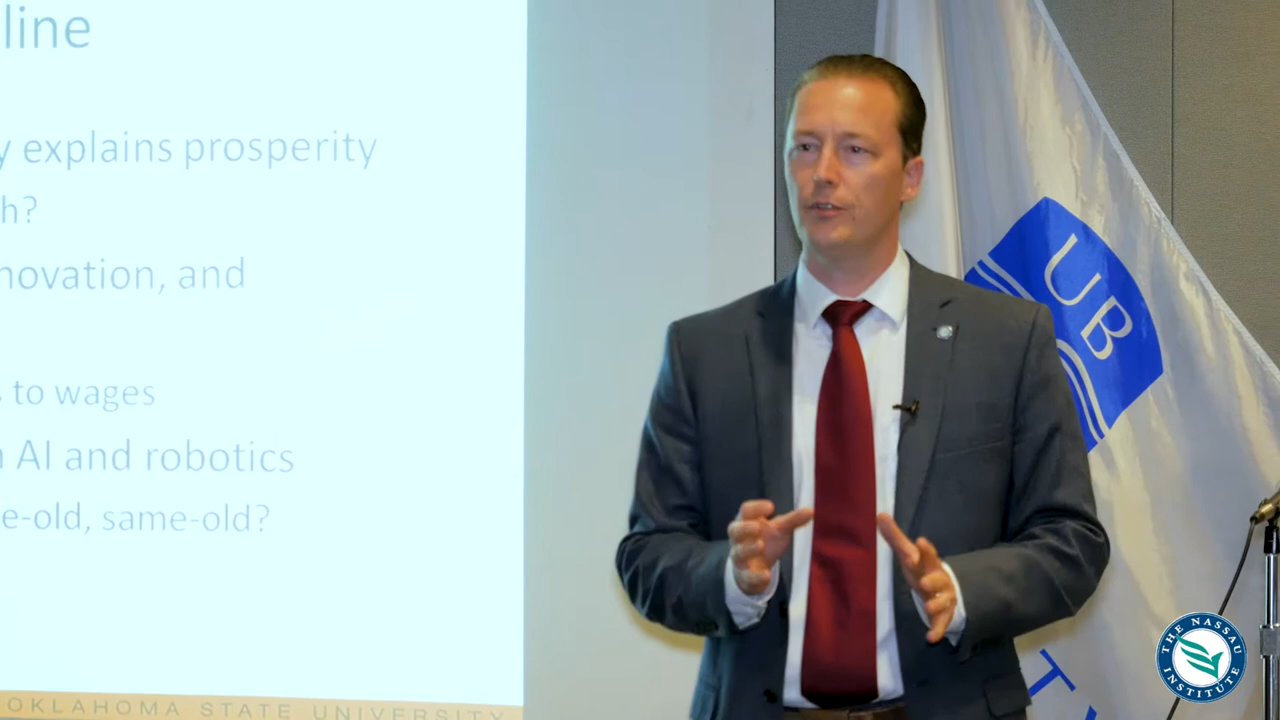 line
y explains prosperity
h?
novation, and
s to wages
n AI and robotics
e-old, same-old?
OKLAHOMA STATE UNIVERSITY
UB
TY
THE NASSAU
INSTITUTE